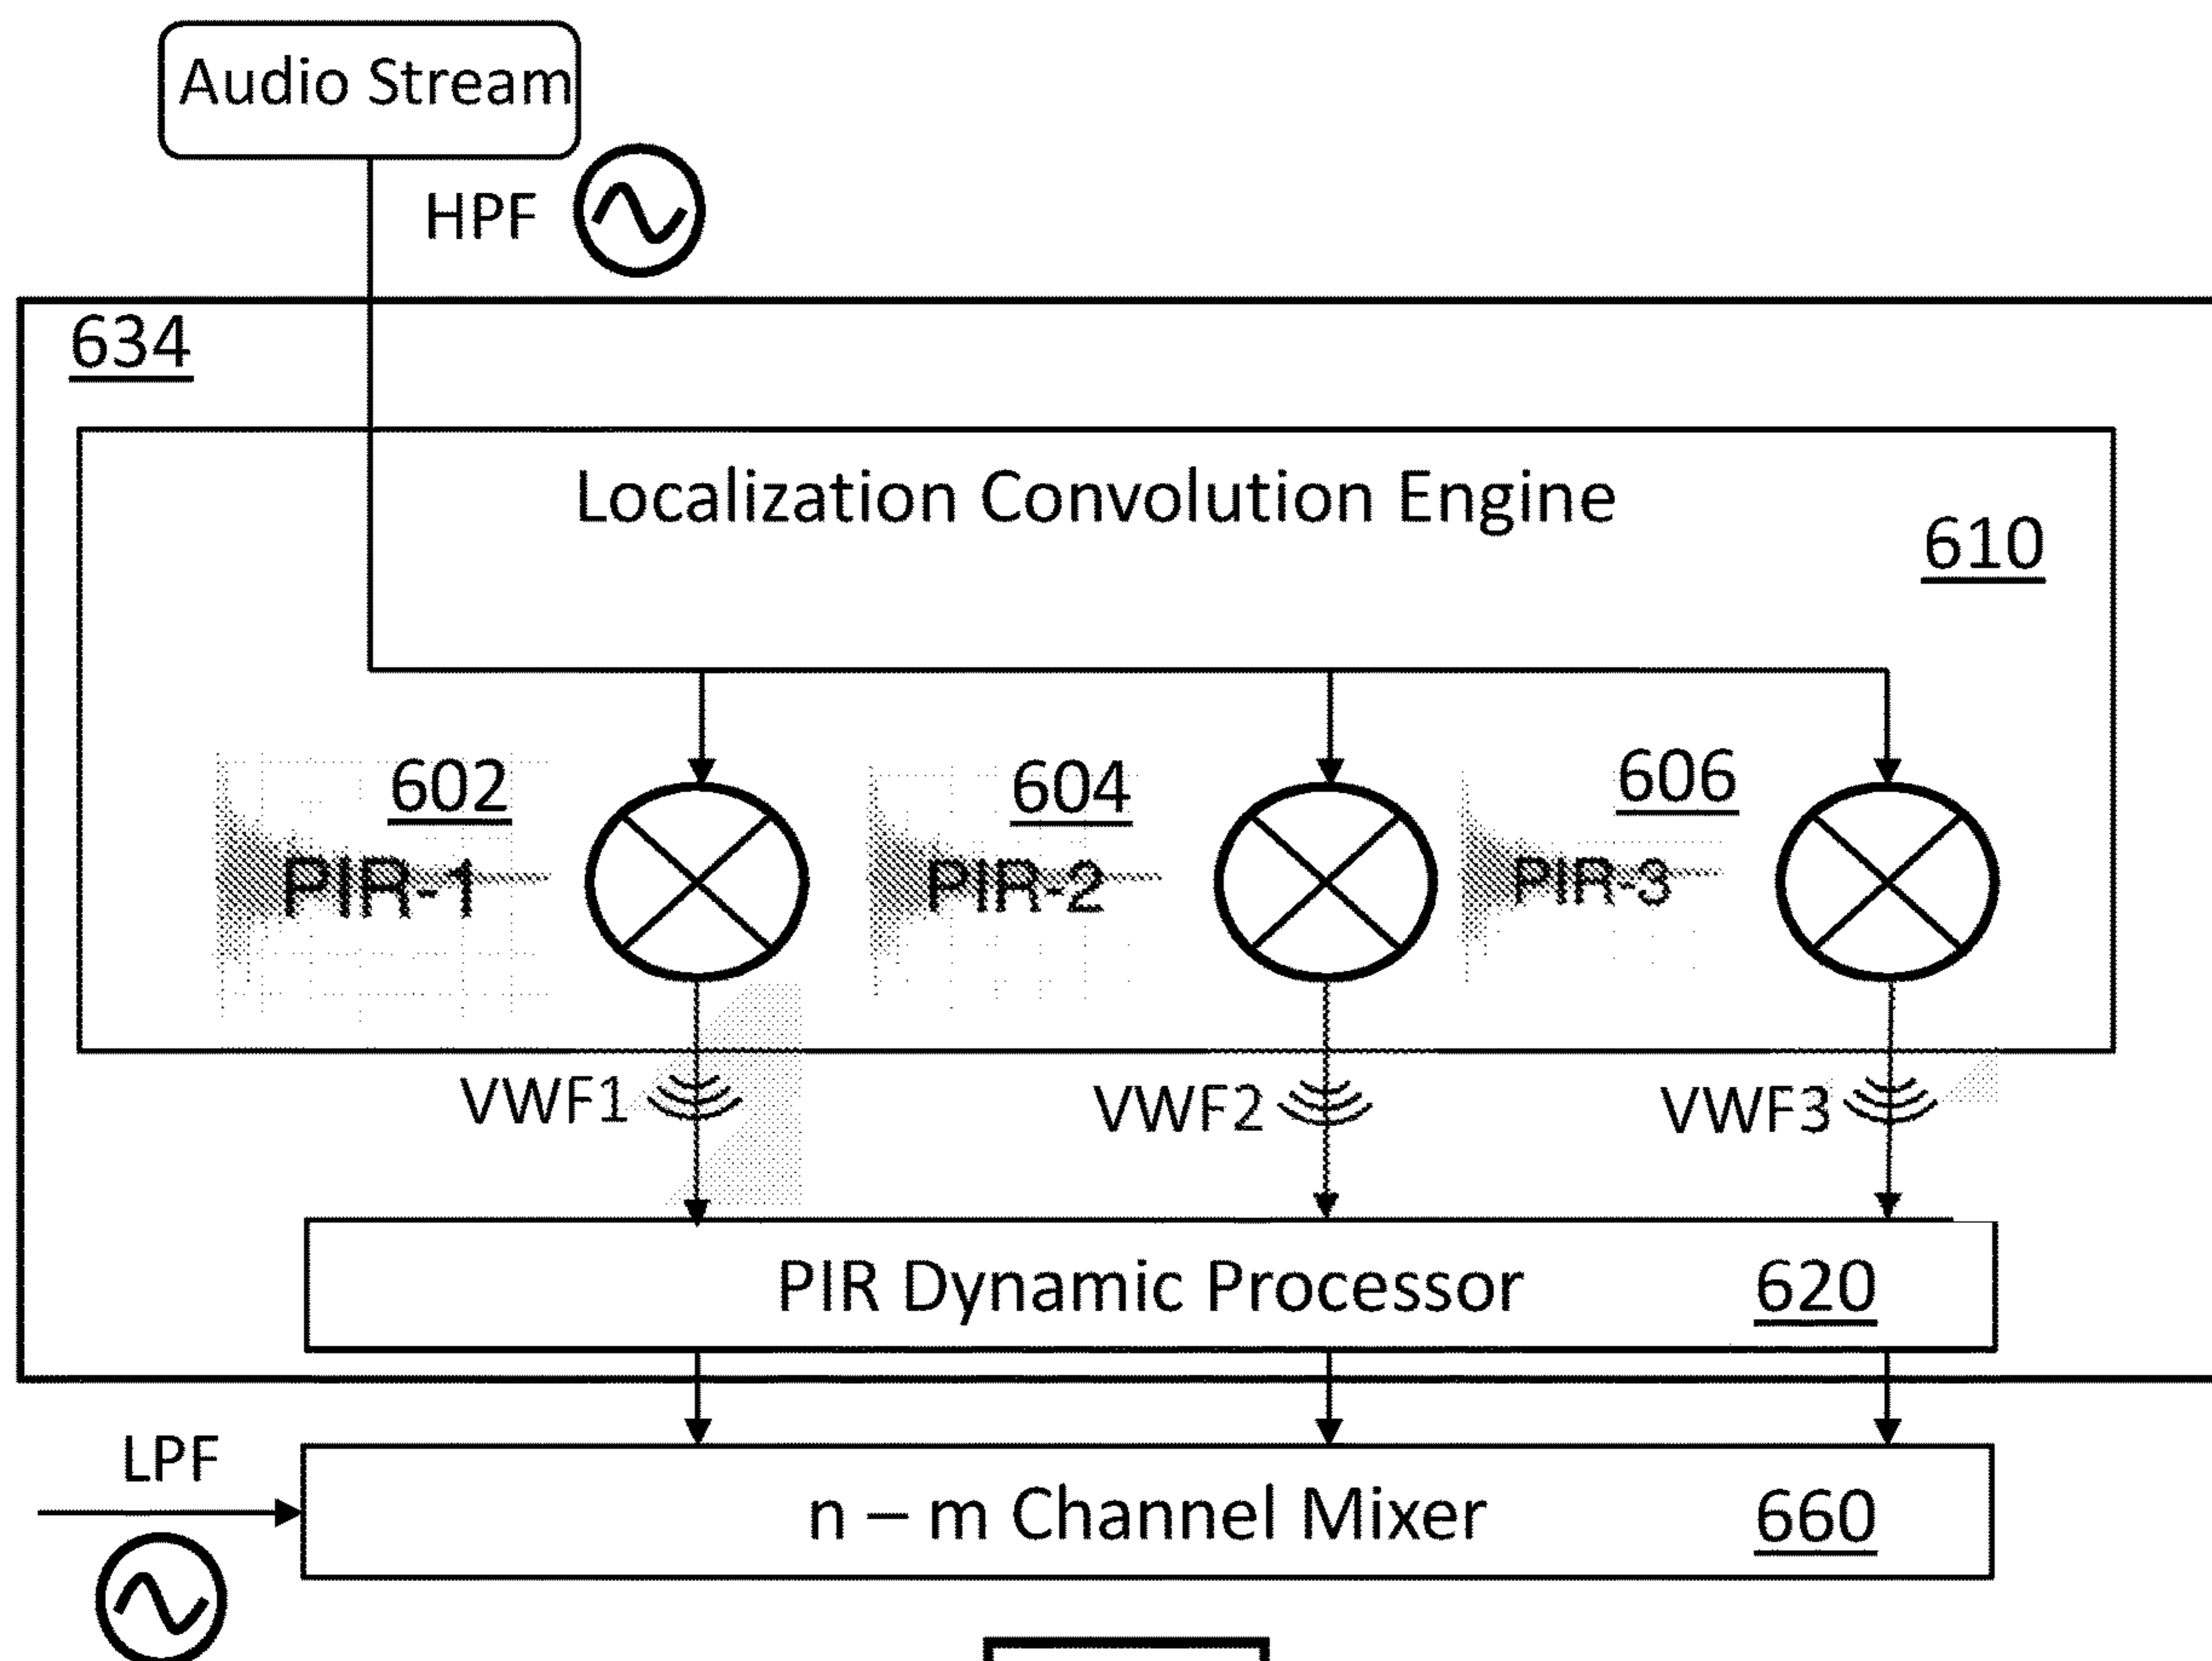 Audio Stream
HPF
634
Localization Convolution Engine
610
602
604
606
PIR-1
PIR-2
PIR-3
VWF1
VWF2
VWF3
PIR Dynamic Processor
620
LPF
n – m Channel Mixer
660